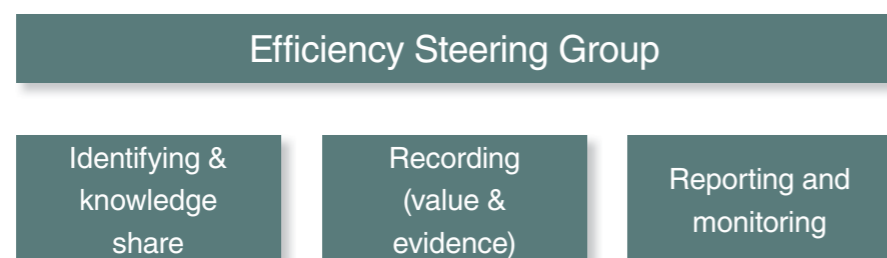 Efficiency Steering Group
Identifying &
knowledge
share
Recording
(value &
evidence)
Reporting and
monitoring